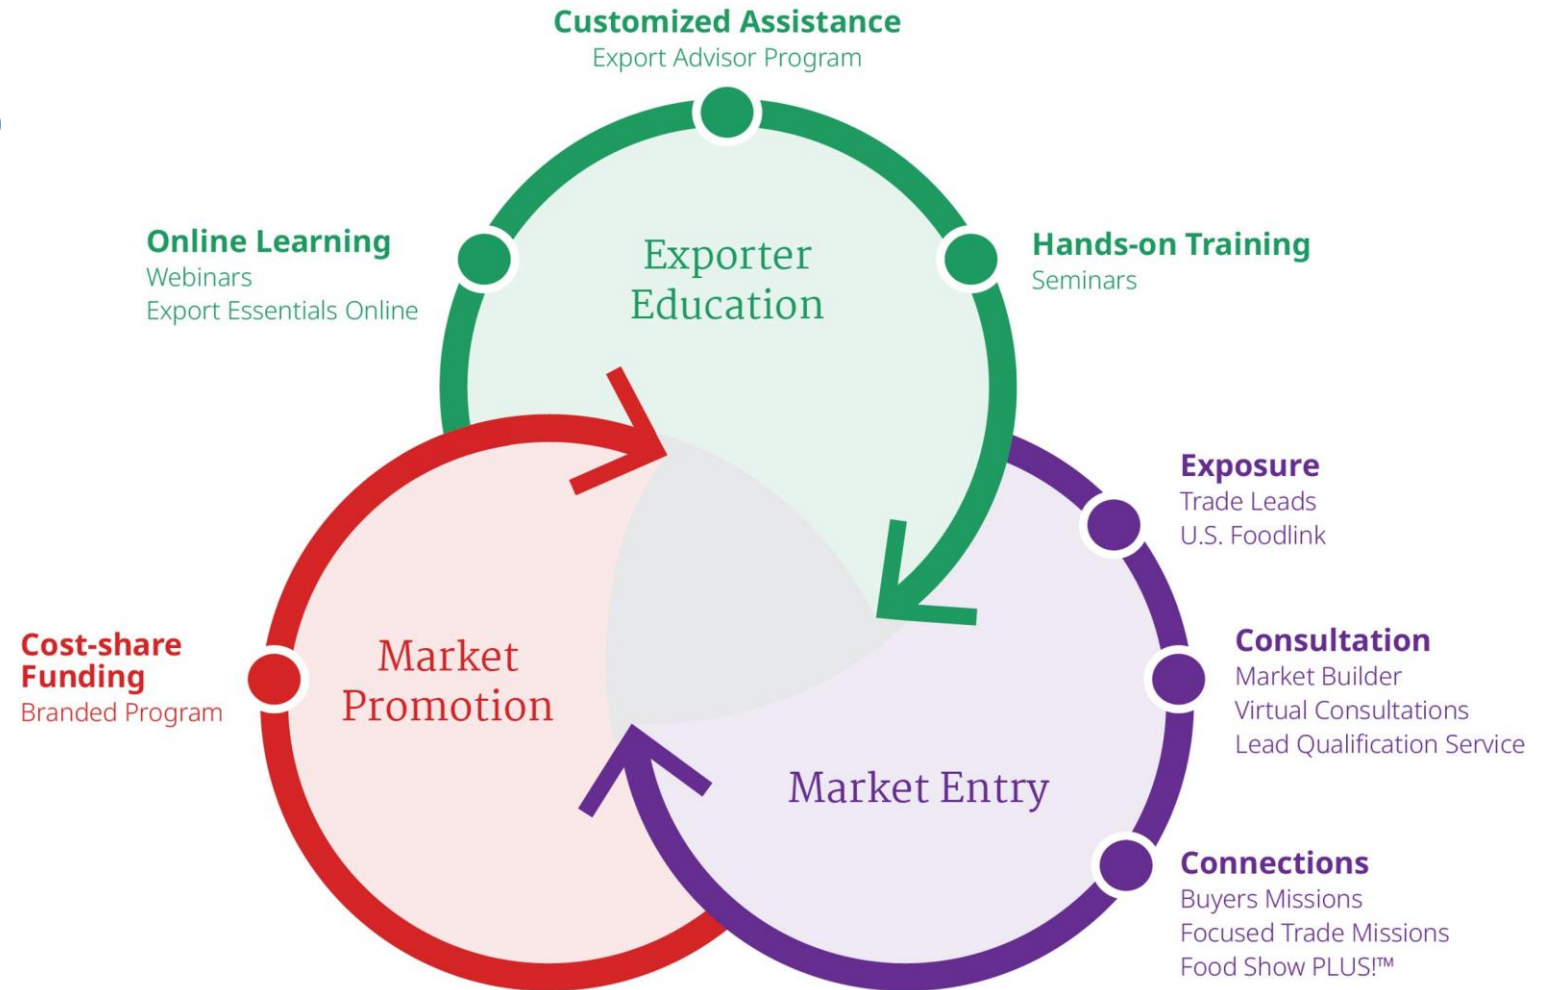 Customized Assistance
Export Advisor Program
Online Learning
Webinars
Export Essentials Online
Exporter
Education
Hands-on Training
Seminars
Exposure
Trade Leads
U.S. Foodlink
Cost-share
Funding
Branded Program
Market
Promotion
Consultation
Market Builder
Virtual Consultations
Lead Qualification Service
Market Entry
Connections
Buyers Missions
Focused Trade Missions
Food Show PLUS!™